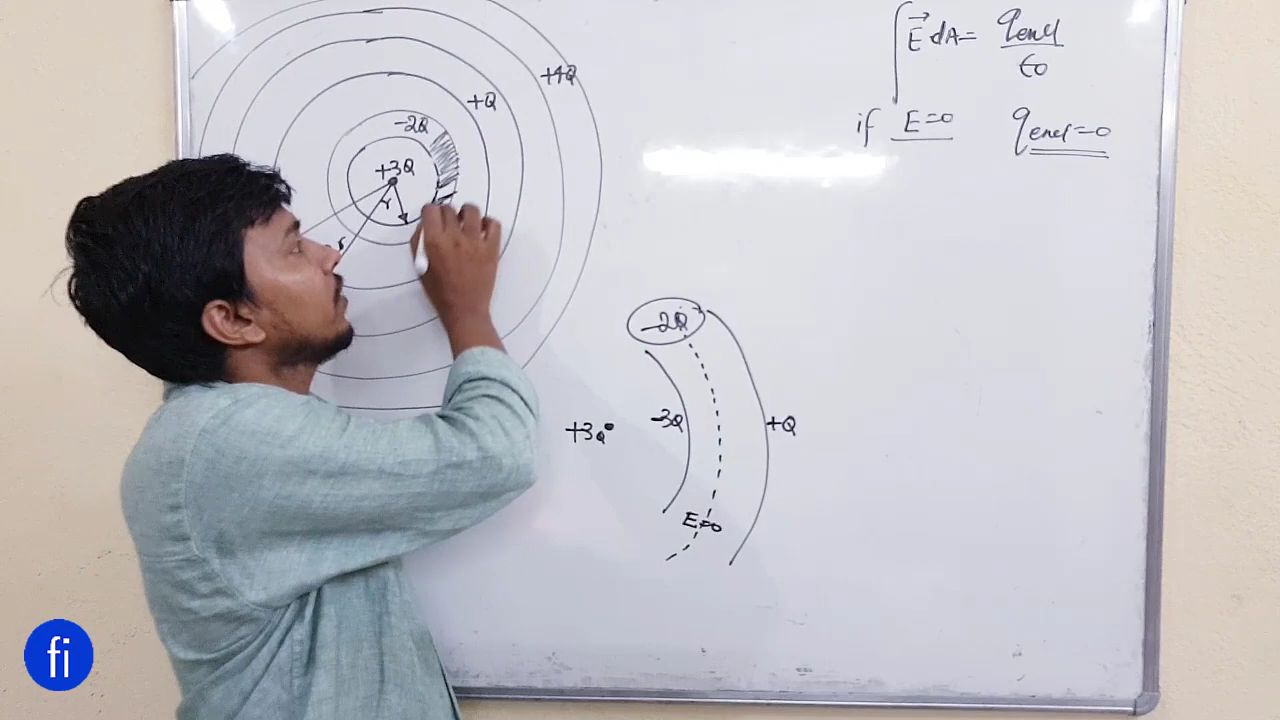 +4Q
+Q
-2Q
+3Q
r
r
∫ E⃗ dA = qencl / ϵ0
if E=0 qencl=0
-2Q
+3Q
-3Q
+Q
E=0
fi